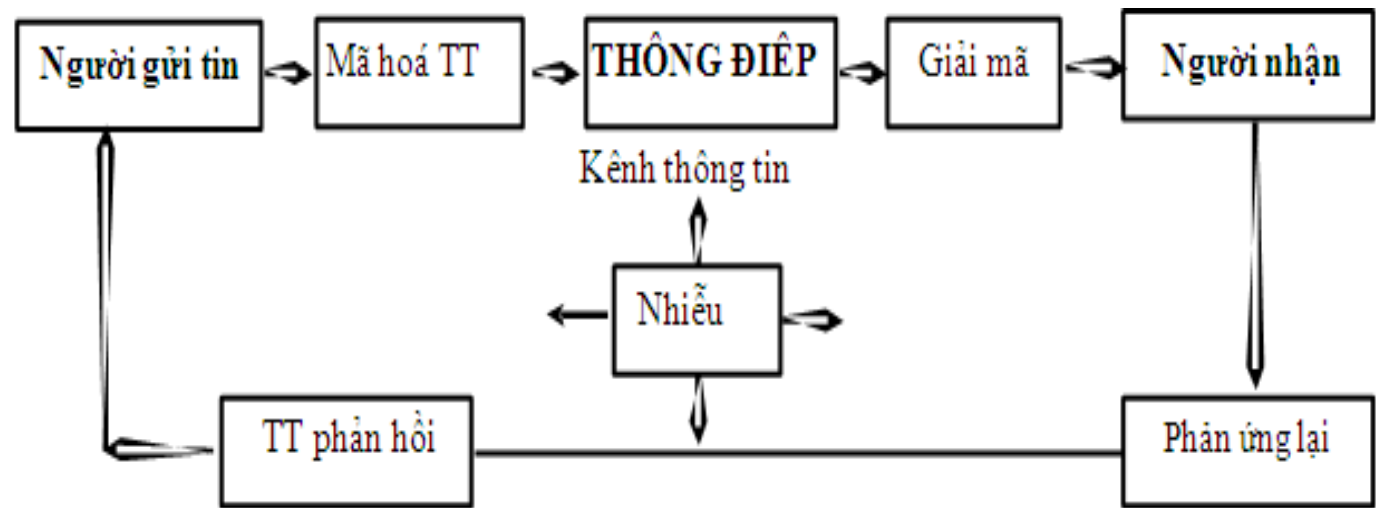 Người gửi tin
Mã hoá TT
THÔNG ĐIÊP
Giải mã
Người nhận
Kênh thông tin
Nhiễu
TT phản hồi
Phản ứng lại